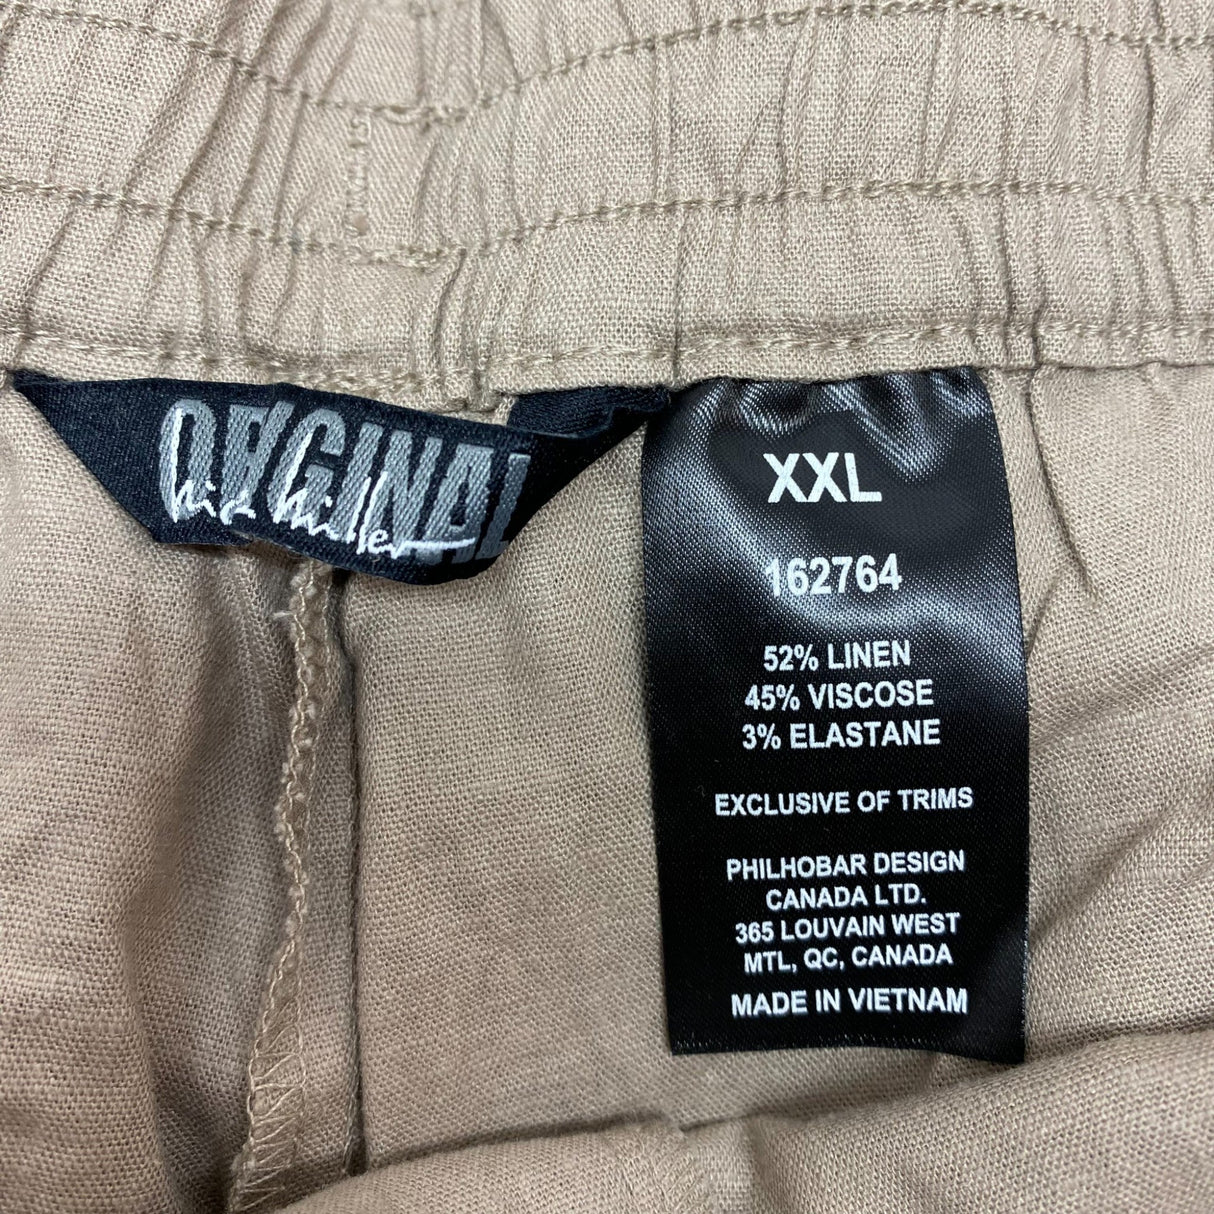 ORIGINAL
XXL
162764
52% LINEN
45% VISCOSE
3% ELASTANE
EXCLUSIVE OF TRIMS
PHILHOBAR DESIGN
CANADA LTD.
365 LOUVAIN WEST
MTL, QC, CANADA
MADE IN VIETNAM